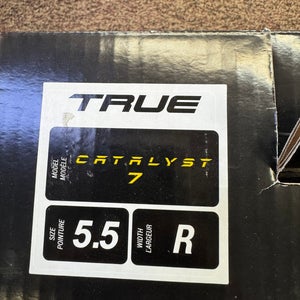 TRUE
MODEL
MODÈLE
CATALYST
7
SIZE
POINTURE
5.5
WIDTH
LARGEUR
R